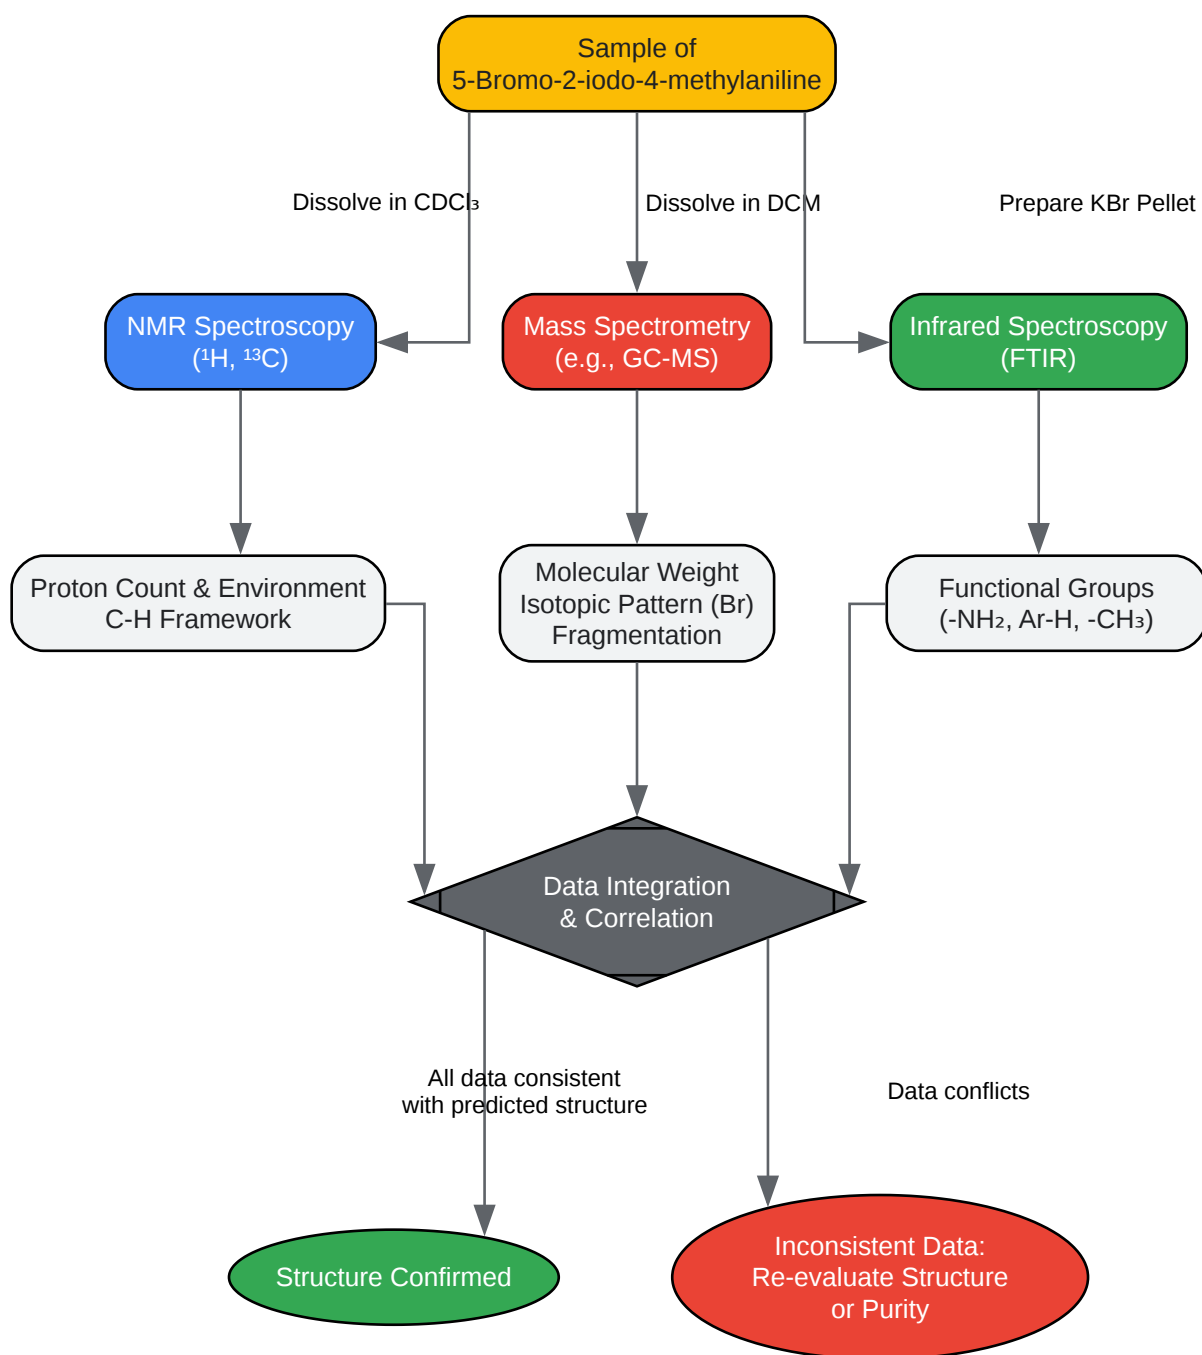 Sample of
5-Bromo-2-iodo-4-methylaniline
Dissolve in CDCl₃
Dissolve in DCM
Prepare KBr Pellet
NMR Spectroscopy
(¹H, ¹³C)
Mass Spectrometry
(e.g., GC-MS)
Infrared Spectroscopy
(FTIR)
Proton Count & Environment
C-H Framework
Molecular Weight
Isotopic Pattern (Br)
Fragmentation
Functional Groups
(-NH₂, Ar-H, -CH₃)
Data Integration
& Correlation
All data consistent
with predicted structure
Data conflicts
Structure Confirmed
Inconsistent Data:
Re-evaluate Structure
or Purity